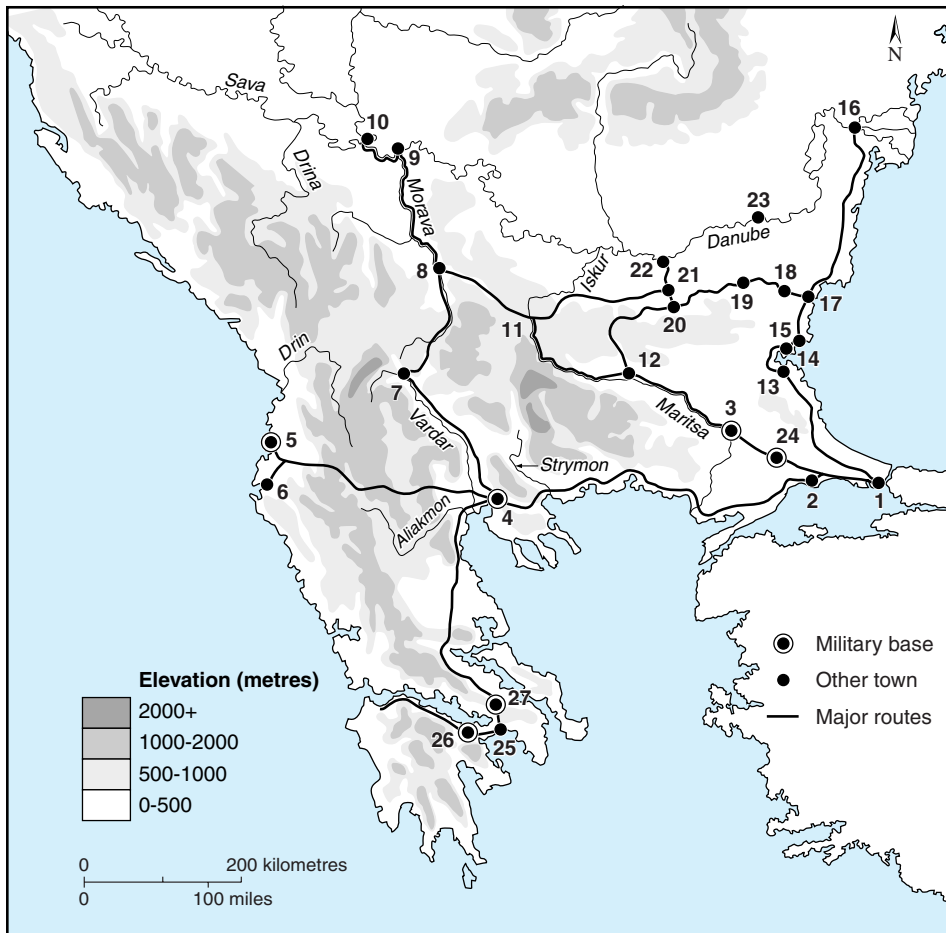 N
16
Sava
10
9
Drina
Morava
23
Danube
22
Iskur
21
18
8
19
17
20
11
15
14
12
13
Drin
7
Maritsa
3
Vardar
24
5
Strymon
6
2
1
4
Aliakmon
Military base
Elevation (metres)
Other town
2000+
27
Major routes
1000-2000
26
25
500-1000
0-500
0 200 kilometres
0 100 miles